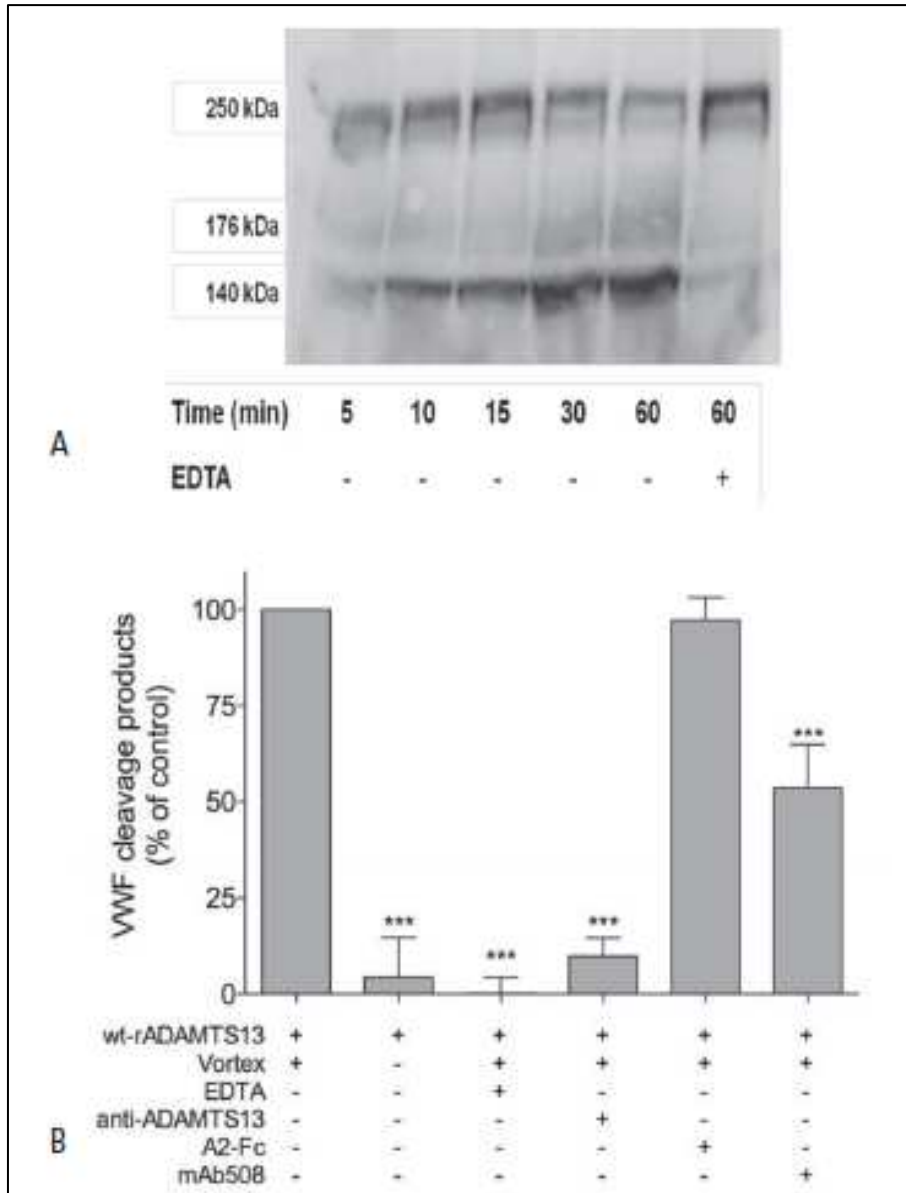 250 kDa
176 kDa
140 kDa
Time (min) 5 10 15 30 60 60
EDTA - - - - - +
A
VWF cleavage products
(% of control)
100
75
50
25
0
*** *** *** ***
wt-rADAMTS13 + + + + + +
Vortex + - + + + +
EDTA - - + - - -
anti-ADAMTS13 - - - + - -
A2-Fc - - - - + -
mAb508 - - - - - +
B